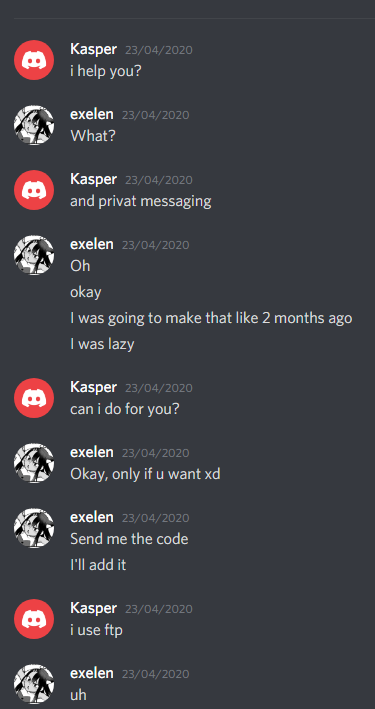 Kasper 23/04/2020
i help you?
exelen 23/04/2020
What?
Kasper 23/04/2020
and privat messaging
exelen 23/04/2020
Oh
okay
I was going to make that like 2 months ago
I was lazy
Kasper 23/04/2020
can i do for you?
exelen 23/04/2020
Okay, only if u want xd
exelen 23/04/2020
Send me the code
I'll add it
Kasper 23/04/2020
i use ftp
exelen 23/04/2020
uh